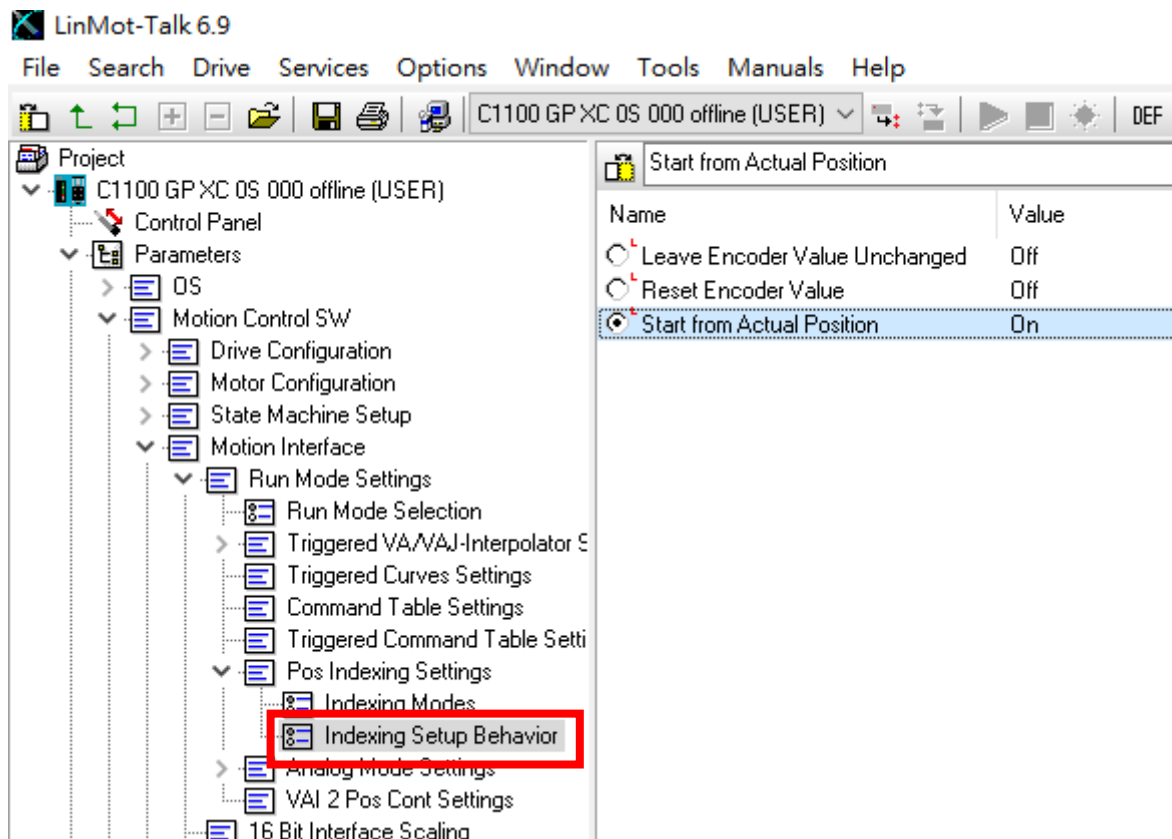 LinMot-Talk 6.9
File Search Drive Services Options Window Tools Manuals Help
C1100 GP XC 0S 000 offline (USER) DEF
Project
C1100 GP XC 0S 000 offline (USER)
Control Panel
Parameters
OS
Motion Control SW
Drive Configuration
Motor Configuration
State Machine Setup
Motion Interface
Run Mode Settings
Run Mode Selection
Triggered VA/VAJ-Interpolator S
Triggered Curves Settings
Command Table Settings
Triggered Command Table Setti
Pos Indexing Settings
Indexing Modes
Indexing Setup Behavior
Analog Mode Settings
VAI 2 Pos Cont Settings
16 Bit Interface Scaling
Start from Actual Position
Name Value
Leave Encoder Value Unchanged Off
Reset Encoder Value Off
Start from Actual Position On